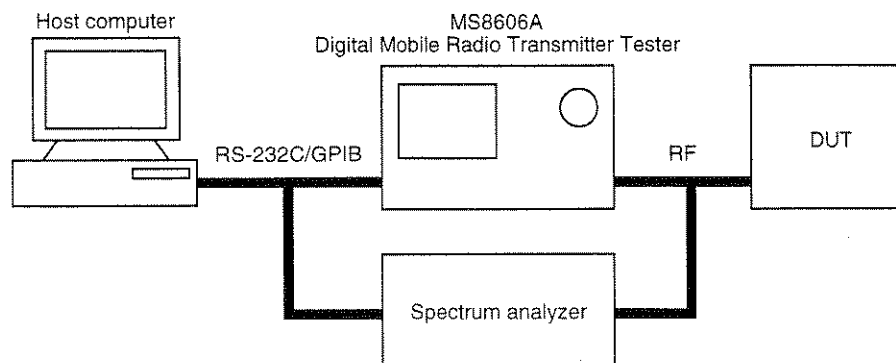 Host computer
MS8606A
Digital Mobile Radio Transmitter Tester
RS-232C/GPIB
RF
DUT
Spectrum analyzer